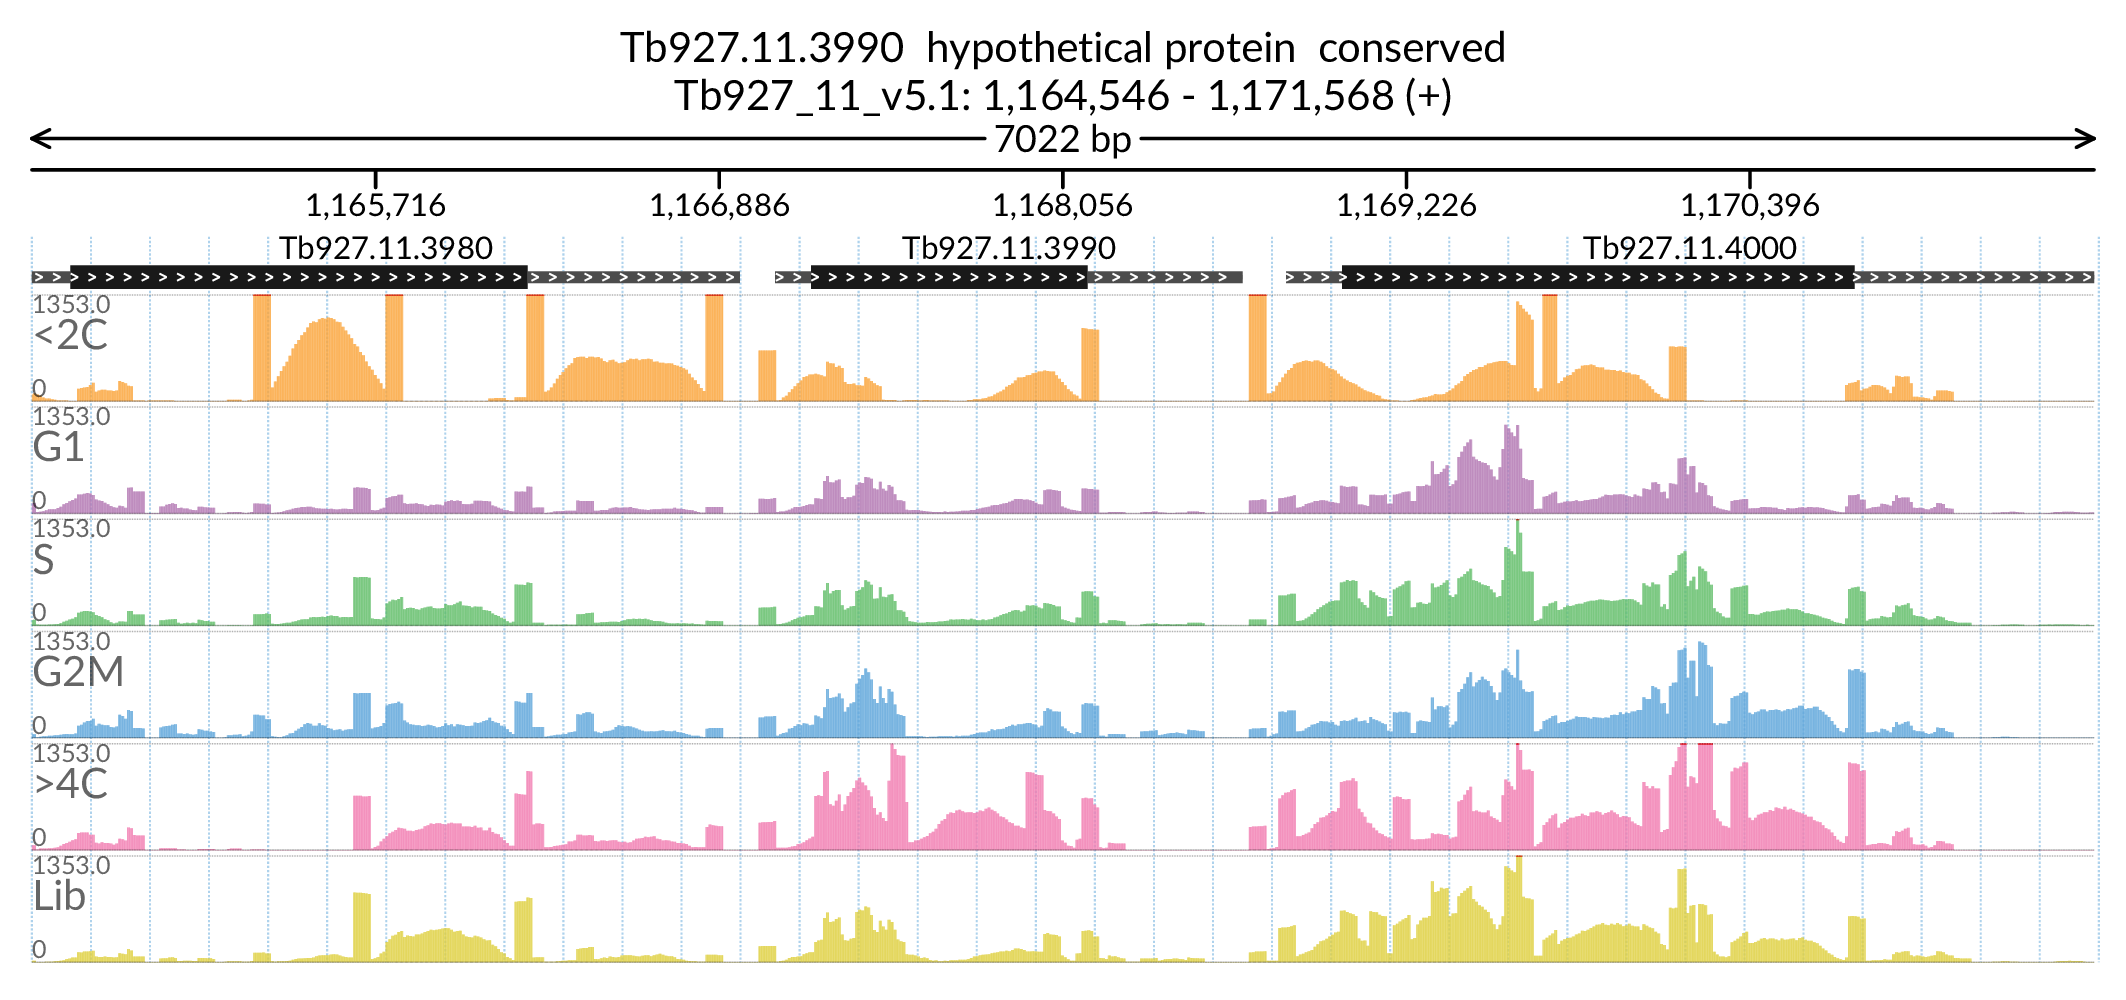 Tb927.11.3990 hypothetical protein conserved
Tb927_11_v5.1: 1,164,546 - 1,171,568 (+)
7022 bp
1,165,716 1,166,886 1,168,056 1,169,226 1,170,396
Tb927.11.3980 Tb927.11.3990 Tb927.11.4000
1353.0
<2C
0
1353.0
G1
0
1353.0
S
0
1353.0
G2M
0
1353.0
>4C
0
1353.0
Lib
0